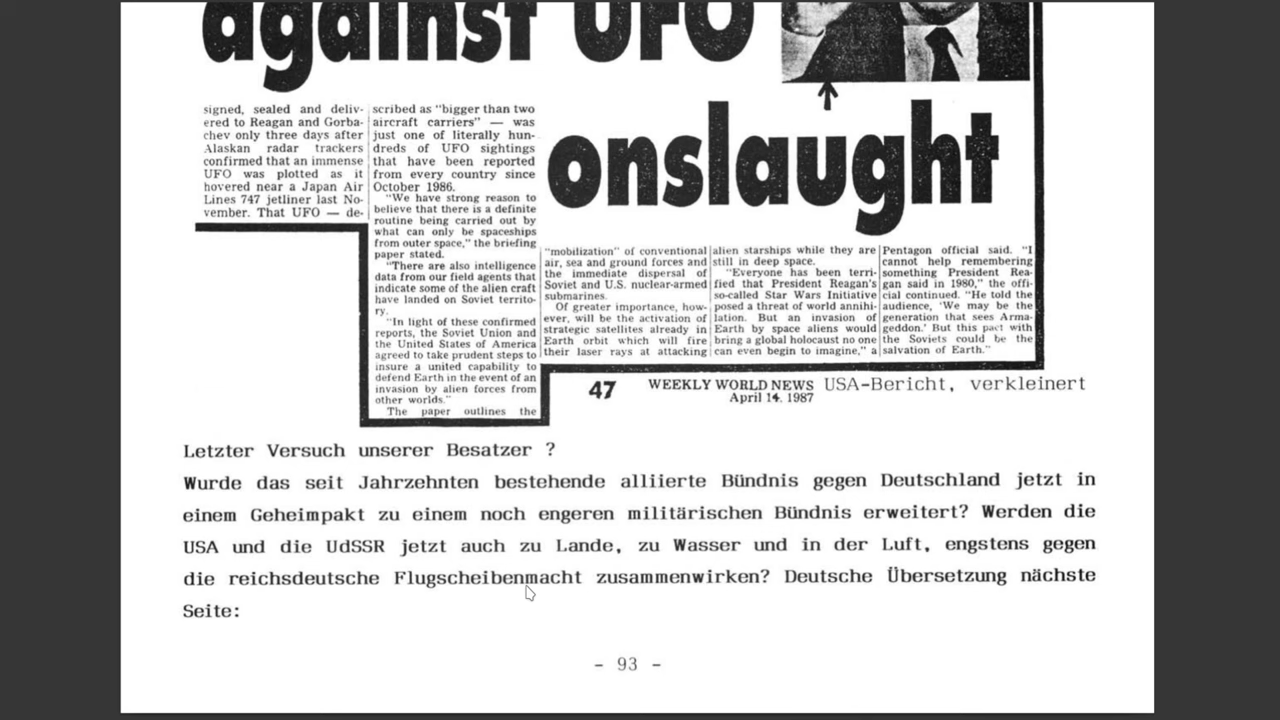 against UFO
onslaught
signed, sealed and deliv-
ered to Reagan and Gorba-
chev only three days after
Alaskan radar trackers
confirmed that an immense
UFO was plotted as it
hovered near a Japan Air
Lines 747 jetliner last No-
vember. That UFO — de-
scribed as "bigger than two
aircraft carriers" — was
just one of literally hun-
dreds of UFO sightings
that have been reported
from every country since
October 1986.
"We have strong reason to
believe that there is a definite
routine being carried out by
what can only be spaceships
from outer space," the briefing
paper stated.
"There are also intelligence
data from our field agents that
indicate some of the alien craft
have landed on Soviet territo-
ry.
"In light of these confirmed
reports, the Soviet Union and
the United States of America
agreed to take prudent steps to
insure a united capability to
defend Earth in the event of an
invasion by alien forces from
other worlds."
The paper outlines the
"mobilization" of conventional
air, sea and ground forces and
the immediate dispersal of
Soviet and U.S. nuclear-armed
submarines.
Of greater importance, how-
ever, will be the activation of
strategic satellites already in
Earth orbit which will fire
their laser rays at attacking
alien starships while they are
still in deep space.
"Everyone has been terri-
fied that President Reagan's
so-called Star Wars Initiative
posed a threat of world annihi-
lation. But an invasion of
Earth by space aliens would
bring a global holocaust no one
can even begin to imagine," a
Pentagon official said. "I
cannot help remembering
something President Rea-
gan said in 1980," the offi-
cial continued. "He told the
audience, 'We may be the
generation that sees Arma-
geddon.' But this pact with
the Soviets could be the
salvation of Earth."
47 WEEKLY WORLD NEWS USA-Bericht, verkleinert
April 14. 1987
Letzter Versuch unserer Besatzer ?
Wurde das seit Jahrzehnten bestehende alliierte Bündnis gegen Deutschland jetzt in
einem Geheimpakt zu einem noch engeren militärischen Bündnis erweitert? Werden die
USA und die UdSSR jetzt auch zu Lande, zu Wasser und in der Luft, engstens gegen
die reichsdeutsche Flugscheibenmacht zusammenwirken? Deutsche Übersetzung nächste
Seite:
- 93 -